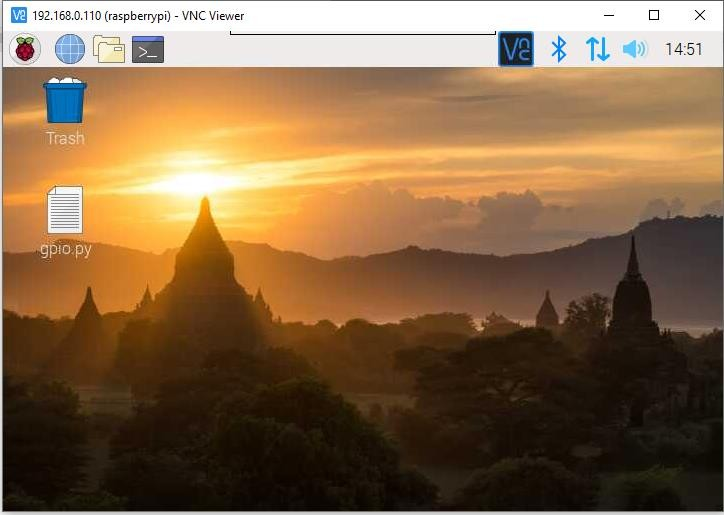 192.168.0.110 (raspberrypi) - VNC Viewer
14:51
Trash
gpio.py